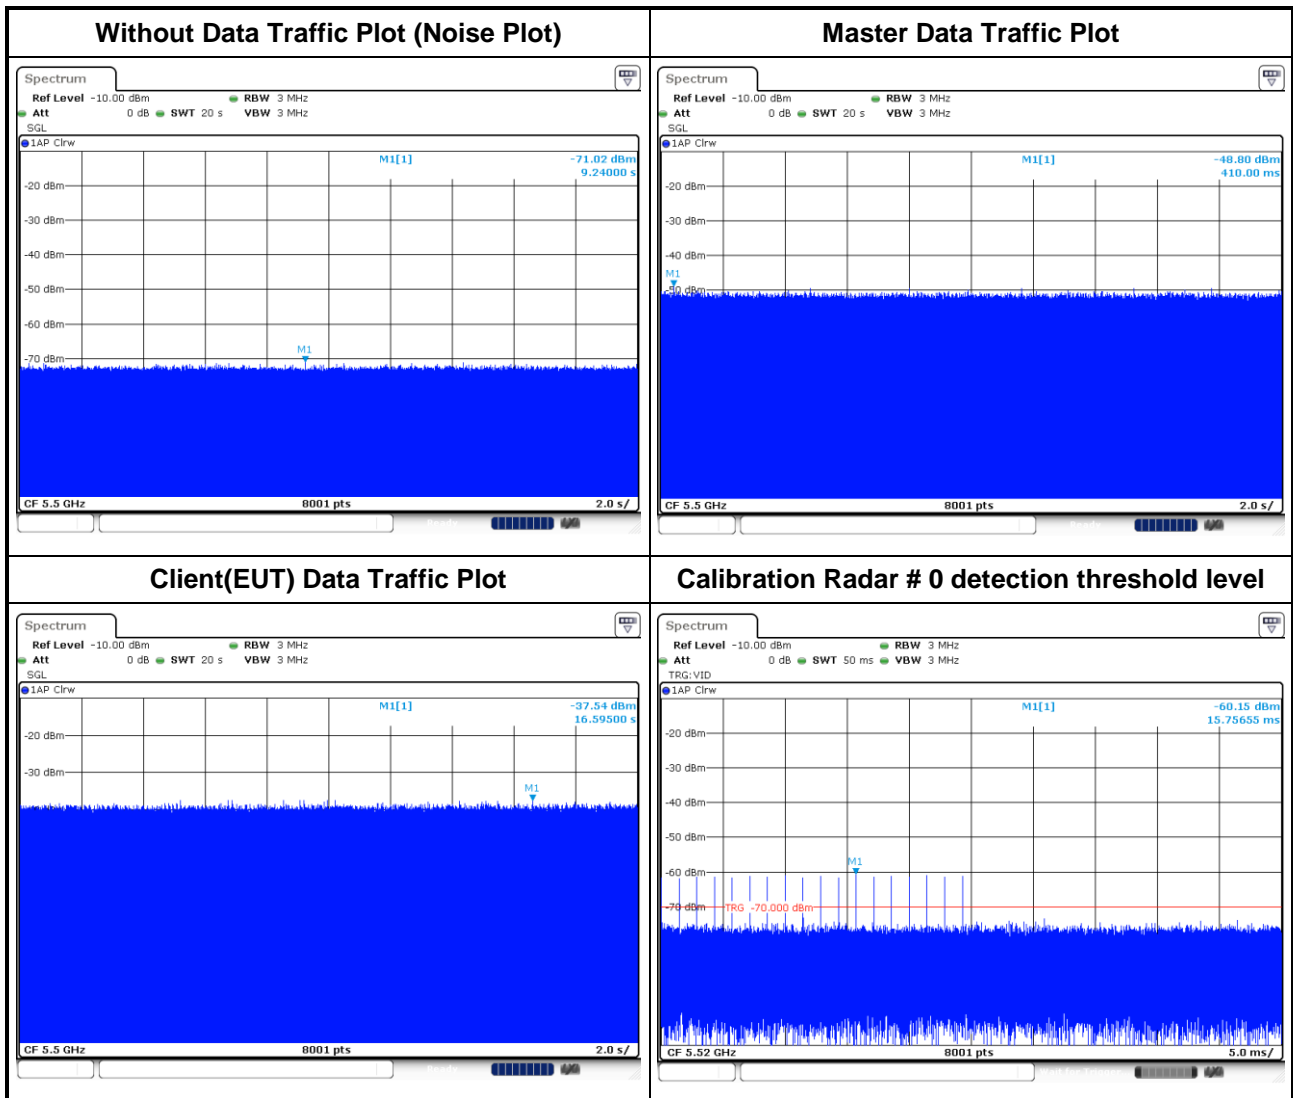 Without Data Traffic Plot (Noise Plot)
Spectrum
Ref Level -10.00 dBm RBW 3 MHz
Att 0 dB SWT 20 s VBW 3 MHz
SGL
1AP Clrw
M1[1] -71.02 dBm
9.24000 s
-20 dBm
-30 dBm
-40 dBm
-50 dBm
-60 dBm
M1
-70 dBm
CF 5.5 GHz 8001 pts 2.0 s/
Master Data Traffic Plot
Spectrum
Ref Level -10.00 dBm RBW 3 MHz
Att 0 dB SWT 20 s VBW 3 MHz
SGL
1AP Clrw
M1[1] -48.80 dBm
410.00 ms
-20 dBm
-30 dBm
-40 dBm
M1
-50 dBm
CF 5.5 GHz 8001 pts 2.0 s/
Client(EUT) Data Traffic Plot
Spectrum
Ref Level -10.00 dBm RBW 3 MHz
Att 0 dB SWT 20 s VBW 3 MHz
SGL
1AP Clrw
M1[1] -37.54 dBm
16.59500 s
-20 dBm
-30 dBm
M1
CF 5.5 GHz 8001 pts 2.0 s/
Calibration Radar # 0 detection threshold level
Spectrum
Ref Level -10.00 dBm RBW 3 MHz
Att 0 dB SWT 50 ms VBW 3 MHz
TRG: VID
1AP Clrw
M1[1] -60.15 dBm
15.75655 ms
-20 dBm
-30 dBm
-40 dBm
-50 dBm
M1
-60 dBm
-70 dBm TRG -70.000 dBm
CF 5.52 GHz 8001 pts 5.0 ms/